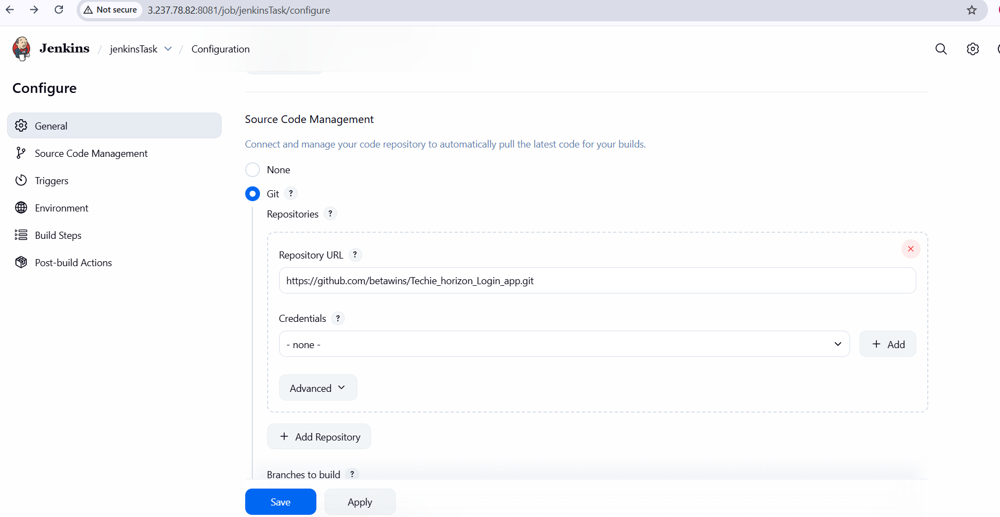 Not secure 3.237.78.82:8081/job/jenkinsTask/configure
Jenkins / jenkinsTask / Configuration
Configure
General
Source Code Management
Triggers
Environment
Build Steps
Post-build Actions
Source Code Management
Connect and manage your code repository to automatically pull the latest code for your builds.
None
Git ?
Repositories ?
Repository URL ?
https://github.com/betawins/Techie_horizon_Login_app.git
Credentials ?
- none -
+ Add
Advanced
+ Add Repository
Branches to build ?
Save Apply